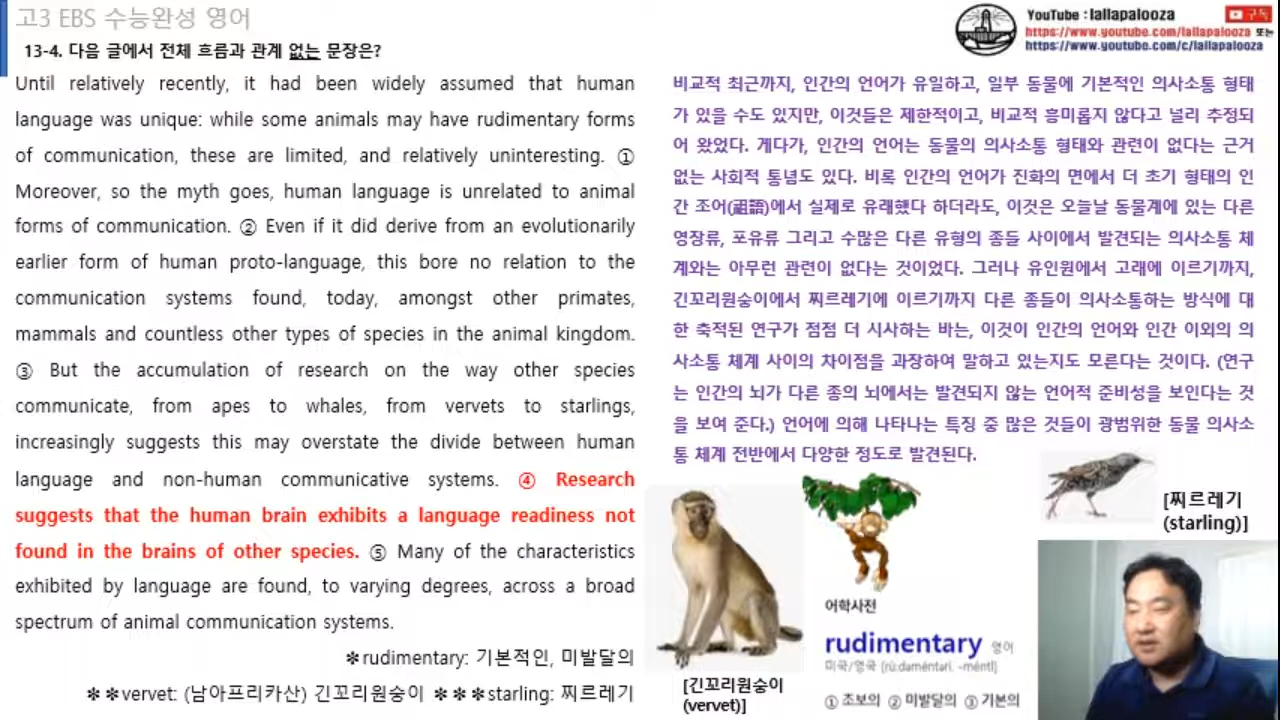 고3 EBS 수능완성 영어
13-4. 다음 글에서 전체 흐름과 관계 없는 문장은?
Until relatively recently, it had been widely assumed that human
language was unique: while some animals may have rudimentary forms
of communication, these are limited, and relatively uninteresting. ①
Moreover, so the myth goes, human language is unrelated to animal
forms of communication. ② Even if it did derive from an evolutionarily
earlier form of human proto-language, this bore no relation to the
communication systems found, today, amongst other primates,
mammals and countless other types of species in the animal kingdom.
③ But the accumulation of research on the way other species
communicate, from apes to whales, from vervets to starlings,
increasingly suggests this may overstate the divide between human
language and non-human communicative systems. ④ Research
suggests that the human brain exhibits a language readiness not
found in the brains of other species. ⑤ Many of the characteristics
exhibited by language are found, to varying degrees, across a broad
spectrum of animal communication systems.
✻rudimentary: 기본적인, 미발달의
✻✻vervet: (남아프리카산) 긴꼬리원숭이 ✻✻✻starling: 찌르레기
YouTube : lallapalooza
구독
https://www.youtube.com/lallapalooza 또는
https://www.youtube.com/c/lallapalooza
비교적 최근까지, 인간의 언어가 유일하고, 일부 동물에 기본적인 의사소통 형태
가 있을 수도 있지만, 이것들은 제한적이고, 비교적 흥미롭지 않다고 널리 추정되
어 왔었다. 게다가, 인간의 언어는 동물의 의사소통 형태와 관련이 없다는 근거
없는 사회적 통념도 있다. 비록 인간의 언어가 진화의 면에서 더 초기 형태의 인
간 조어(祖語)에서 실제로 유래했다 하더라도, 이것은 오늘날 동물계에 있는 다른
영장류, 포유류 그리고 수많은 다른 유형의 종들 사이에서 발견되는 의사소통 체
계와는 아무런 관련이 없다는 것이었다. 그러나 유인원에서 고래에 이르기까지,
긴꼬리원숭이에서 찌르레기에 이르기까지 다른 종들이 의사소통하는 방식에 대
한 축적된 연구가 점점 더 시사하는 바는, 이것이 인간의 언어와 인간 이외의 의
사소통 체계 사이의 차이점을 과장하여 말하고 있는지도 모른다는 것이다. (연구
는 인간의 뇌가 다른 종의 뇌에서는 발견되지 않는 언어적 준비성을 보인다는 것
을 보여 준다.) 언어에 의해 나타나는 특징 중 많은 것들이 광범위한 동물 의사소
통 체계 전반에서 다양한 정도로 발견된다.
[찌르레기
(starling)]
[긴꼬리원숭이
(vervet)]
어학사전
rudimentary 영어
미국/영국 [rùːdəméntəri, -méntl]
① 초보의 ② 미발달의 ③ 기본의